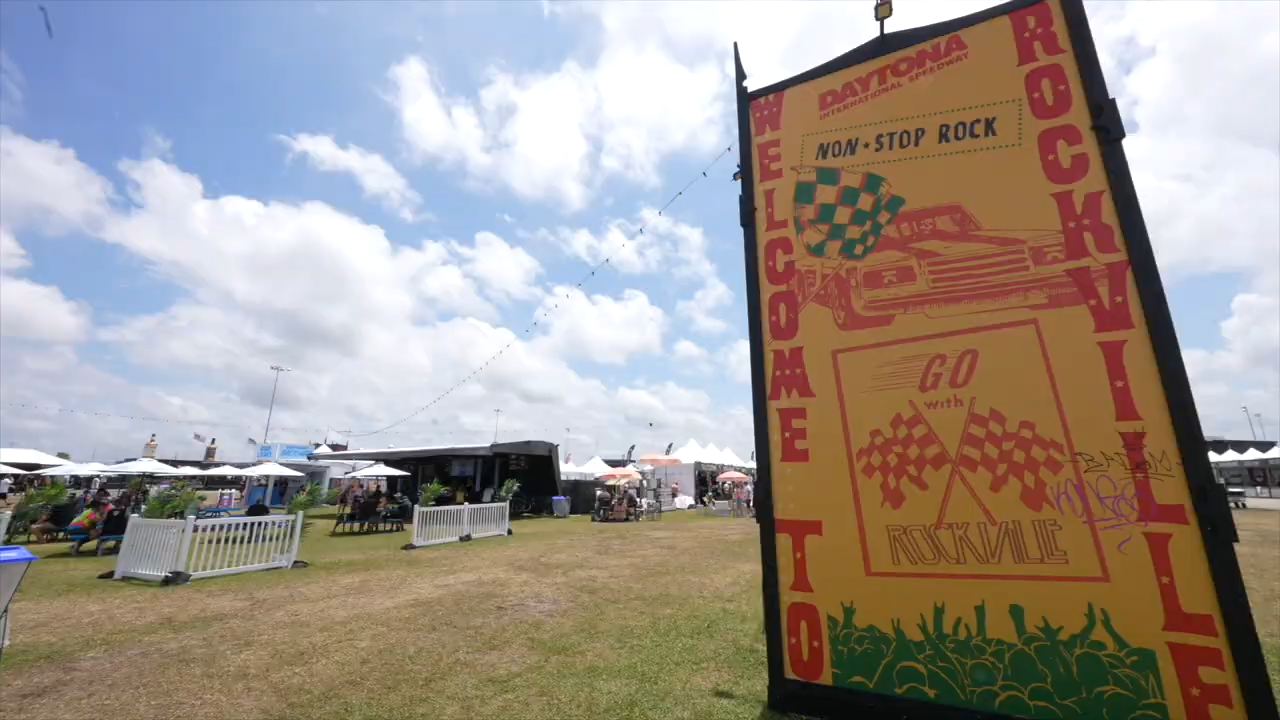 DAYTONA
INTERNATIONAL SPEEDWAY
NON★STOP ROCK
WELCOME TO
ROCKVILLE
GO
with
ROCKVILLE